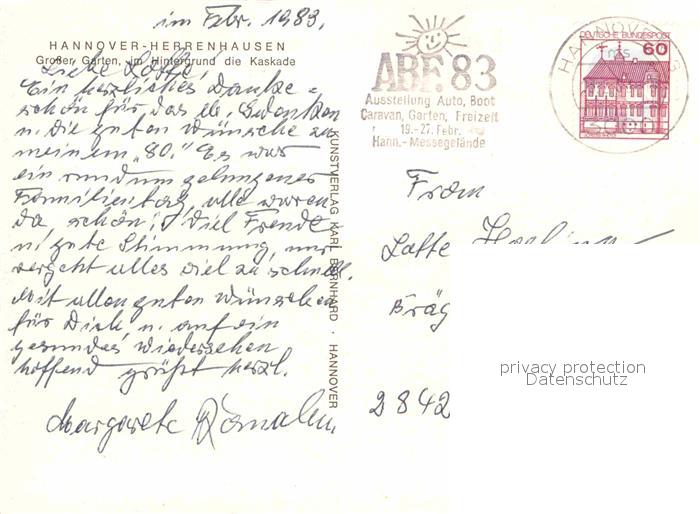 im Febr. 1983.
HANNOVER-HERRENHAUSEN
Großer Garten, im Hintergrund die Kaskade
Liebe Lotte,
Ein herzliches Danke=
schön für das lb. Gedenken
u. die guten Wünsche zu
meinem „80." Es war
ein rundum gelungener
Familientag, alle waren
da, schön! Viel Freude
u. gute Stimmung, nur
vergeht alles viel zu schnell.
Mit allen guten Wünschen
für Dich u. auf ein
gesundes Wiedersehen
hoffend grüßt herzl.
Margarete
KUNSTVERLAG KARL BERNHARD · HANNOVER
ABF. 83
Ausstellung Auto, Boot
Caravan, Garten, Freizeit
19.-27. Febr.
Hann.- Messegelände
HANNOVER
DEUTSCHE BUNDESPOST
60
Frau
Lotte
Bräg
2842
privacy protection
Datenschutz